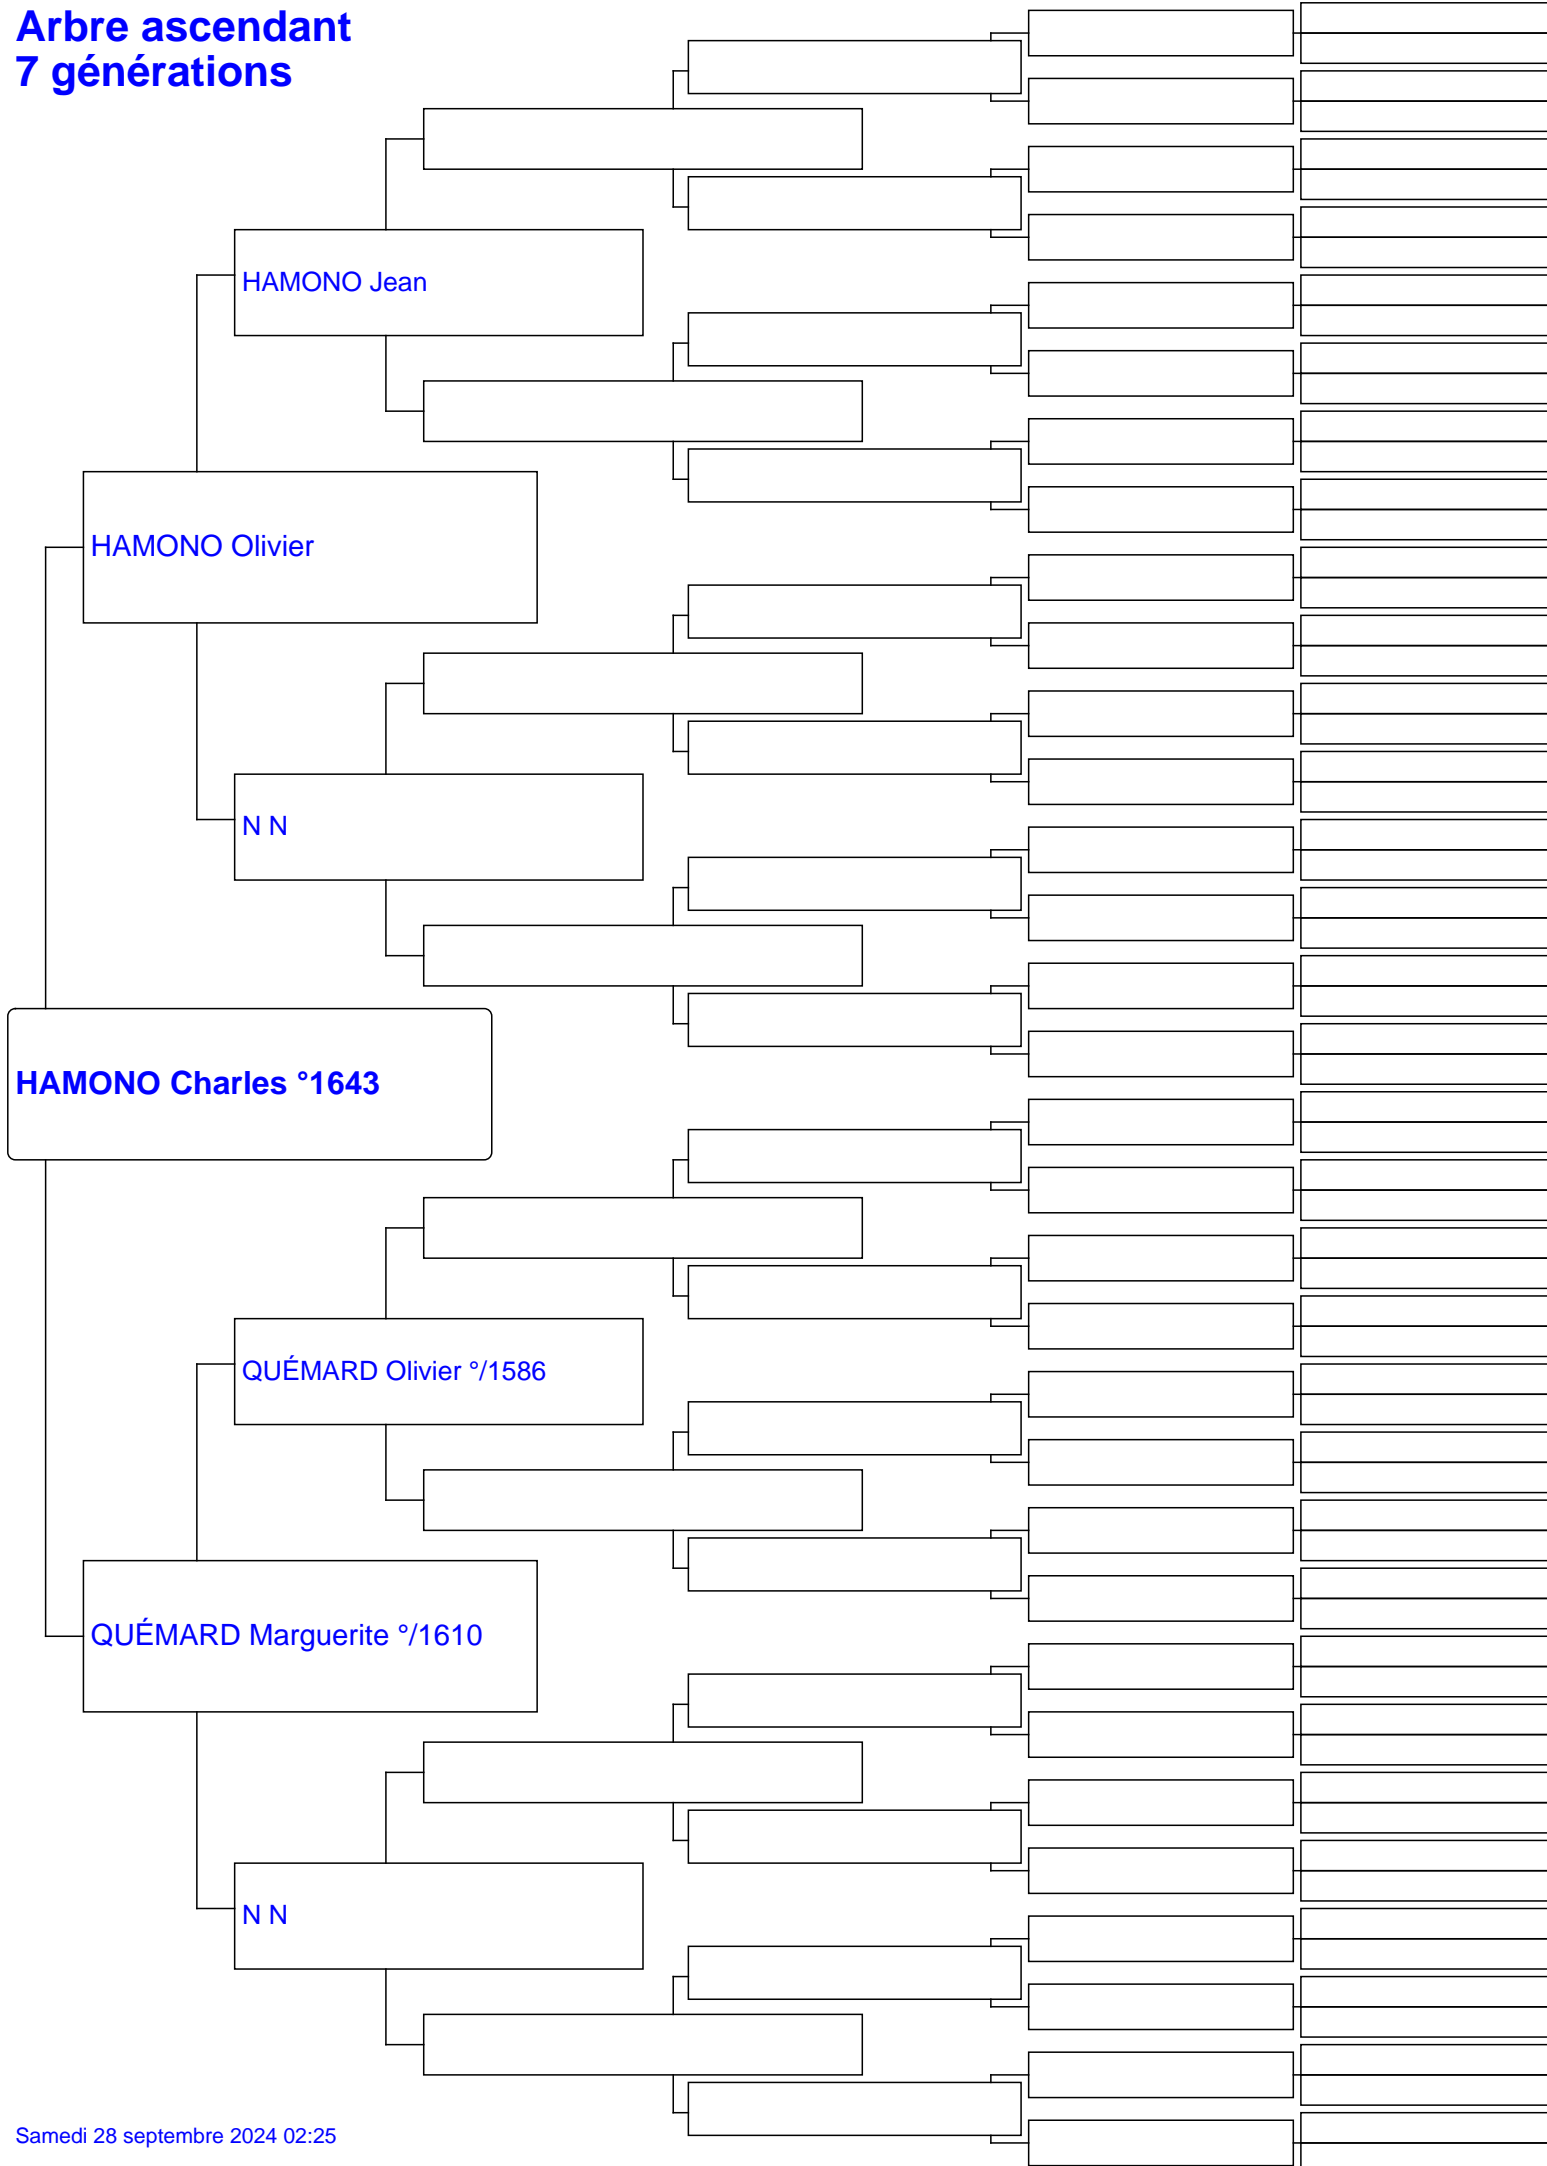 Arbre ascendant
7 générations
HAMONO Jean
HAMONO Olivier
N N
HAMONO Charles °1643
QUÉMARD Olivier °/1586
QUÉMARD Marguerite °/1610
N N
Samedi 28 septembre 2024 02:25